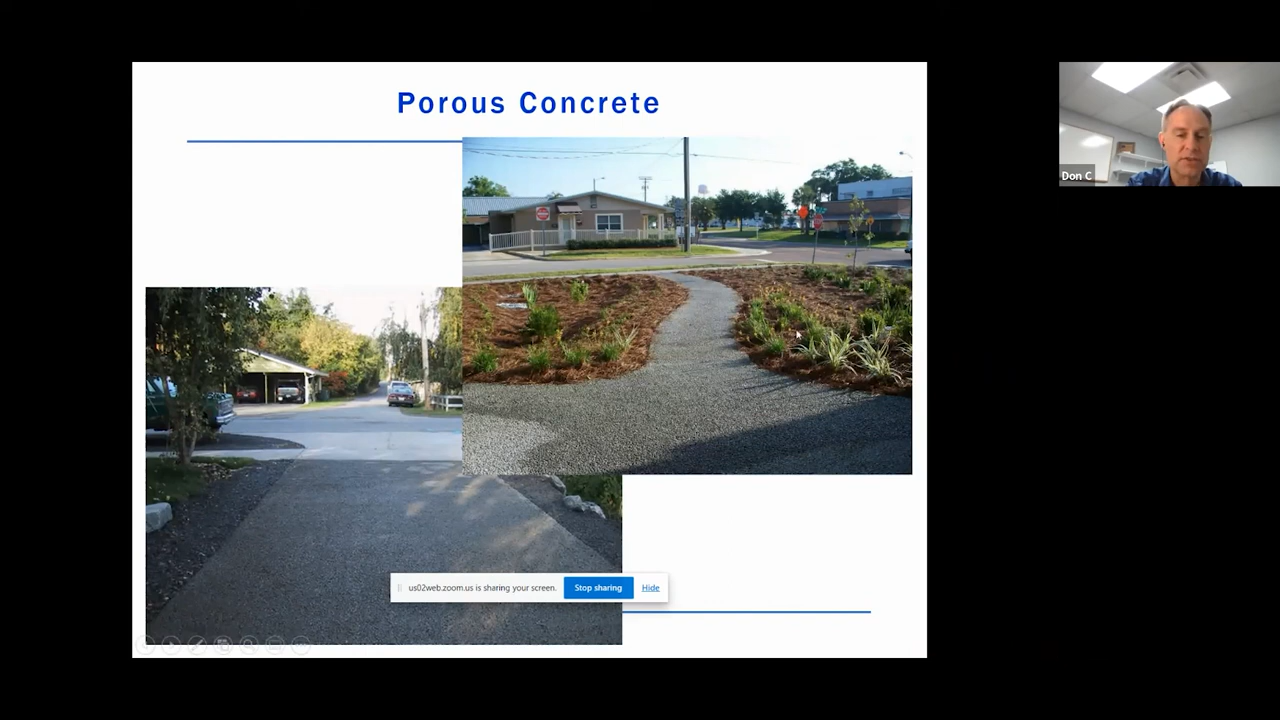 Porous Concrete
Don C
us02web.zoom.us is sharing your screen.
Stop sharing
Hide